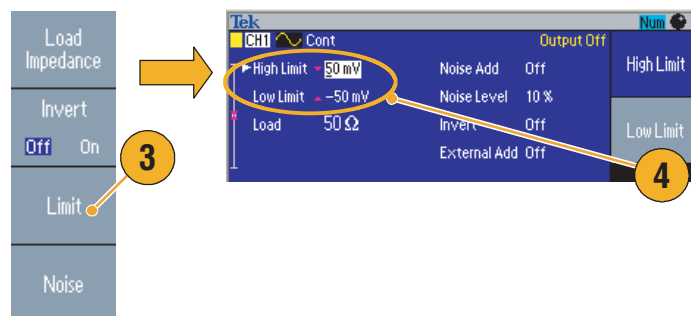 Load
Impedance
Invert
Off On
Limit
Noise
3
Tek
Num
CH1 Cont Output Off
High Limit 50 mV Noise Add Off
Low Limit -50 mV Noise Level 10 %
Load 50 Ω Invert Off
External Add Off
High Limit
Low Limit
4